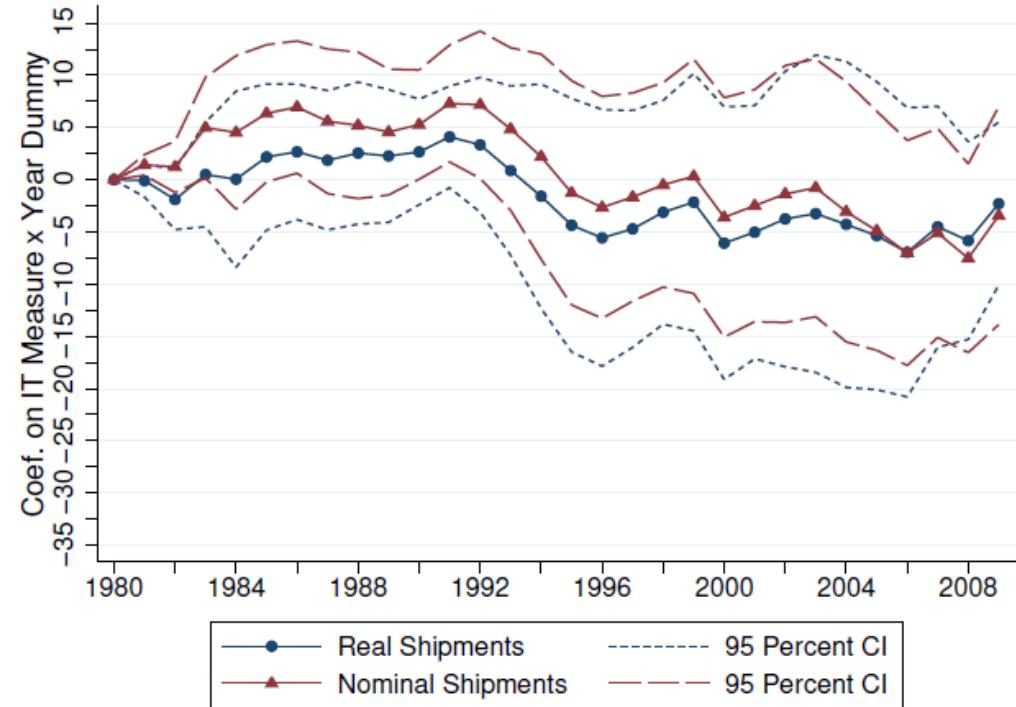 Coef. on IT Measure x Year Dummy
15
10
5
0
−5
−10
−15
−20
−25
−30
−35
1980 1984 1988 1992 1996 2000 2004 2008
Real Shipments 95 Percent CI
Nominal Shipments 95 Percent CI